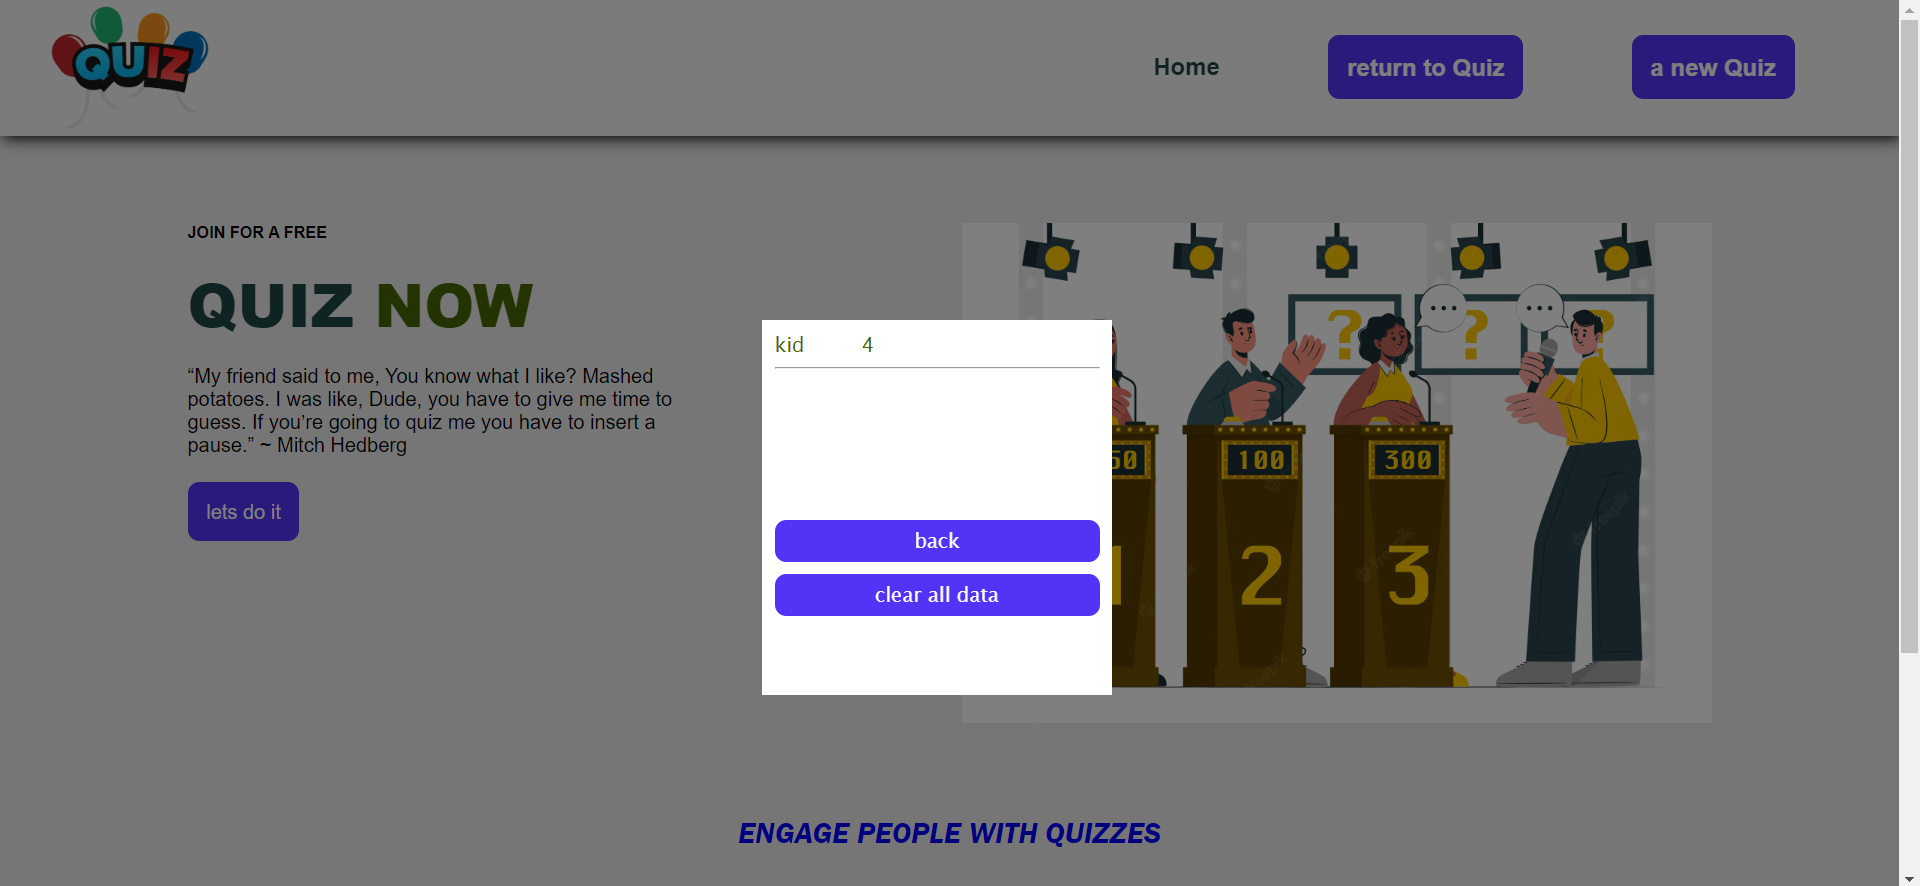 QUIZ
Home
return to Quiz
a new Quiz
JOIN FOR A FREE
QUIZ NOW
“My friend said to me, You know what I like? Mashed
potatoes. I was like, Dude, you have to give me time to
guess. If you’re going to quiz me you have to insert a
pause.” ~ Mitch Hedberg
lets do it
kid 4
back
clear all data
? ? ?
50 100 300
1 2 3
ENGAGE PEOPLE WITH QUIZZES